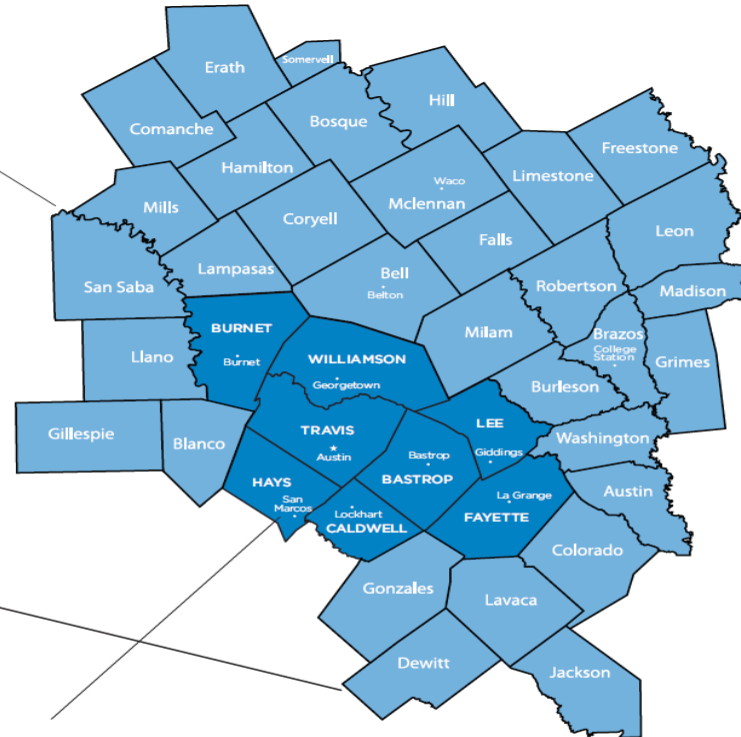 Erath
Somervell
Hill
Comanche
Bosque
Freestone
Hamilton
Limestone
Waco
Mclennan
Mills
Coryell
Falls
Leon
Lampasas
Bell
Belton
San Saba
Robertson
Madison
BURNET
Burnet
Milam
Brazos
College
Station
Llano
WILLIAMSON
Georgetown
Grimes
Burleson
Gillespie
Blanco
TRAVIS
Austin
LEE
Giddings
Washington
Bastrop
BASTROP
HAYS
San
Marcos
Lockhart
CALDWELL
La Grange
FAYETTE
Austin
Colorado
Gonzales
Lavaca
Dewitt
Jackson